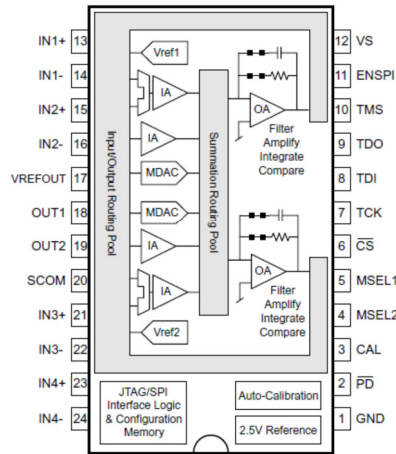 IN1+ 13
IN1- 14
IN2+ 15
IN2- 16
VREFOUT 17
OUT1 18
OUT2 19
SCOM 20
IN3+ 21
IN3- 22
IN4+ 23
IN4- 24
Input/Output Routing Pool
Vref1
IA
IA
MDAC
MDAC
IA
IA
Vref2
Summation Routing Pool
OA
Filter
Amplify
Integrate
Compare
OA
Filter
Amplify
Integrate
Compare
JTAG/SPI
Interface Logic
& Configuration
Memory
Auto-Calibration
2.5V Reference
12 VS
11 ENSPI
10 TMS
9 TDO
8 TDI
7 TCK
6 CS
5 MSEL1
4 MSEL2
3 CAL
2 PD
1 GND